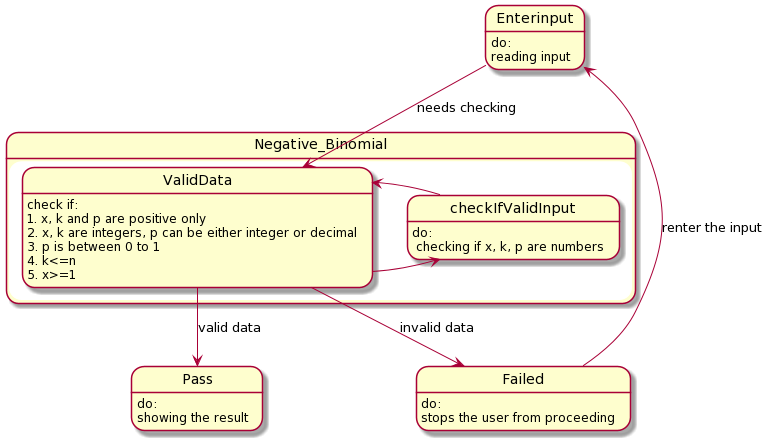 Enterinput
do:
reading input
needs checking
Negative_Binomial
ValidData
check if:
1. x, k and p are positive only
2. x, k are integers, p can be either integer or decimal
3. p is between 0 to 1
4. k<=n
5. x>=1
checkIfValidInput
do:
checking if x, k, p are numbers
renter the input
valid data
invalid data
Pass
do:
showing the result
Failed
do:
stops the user from proceeding